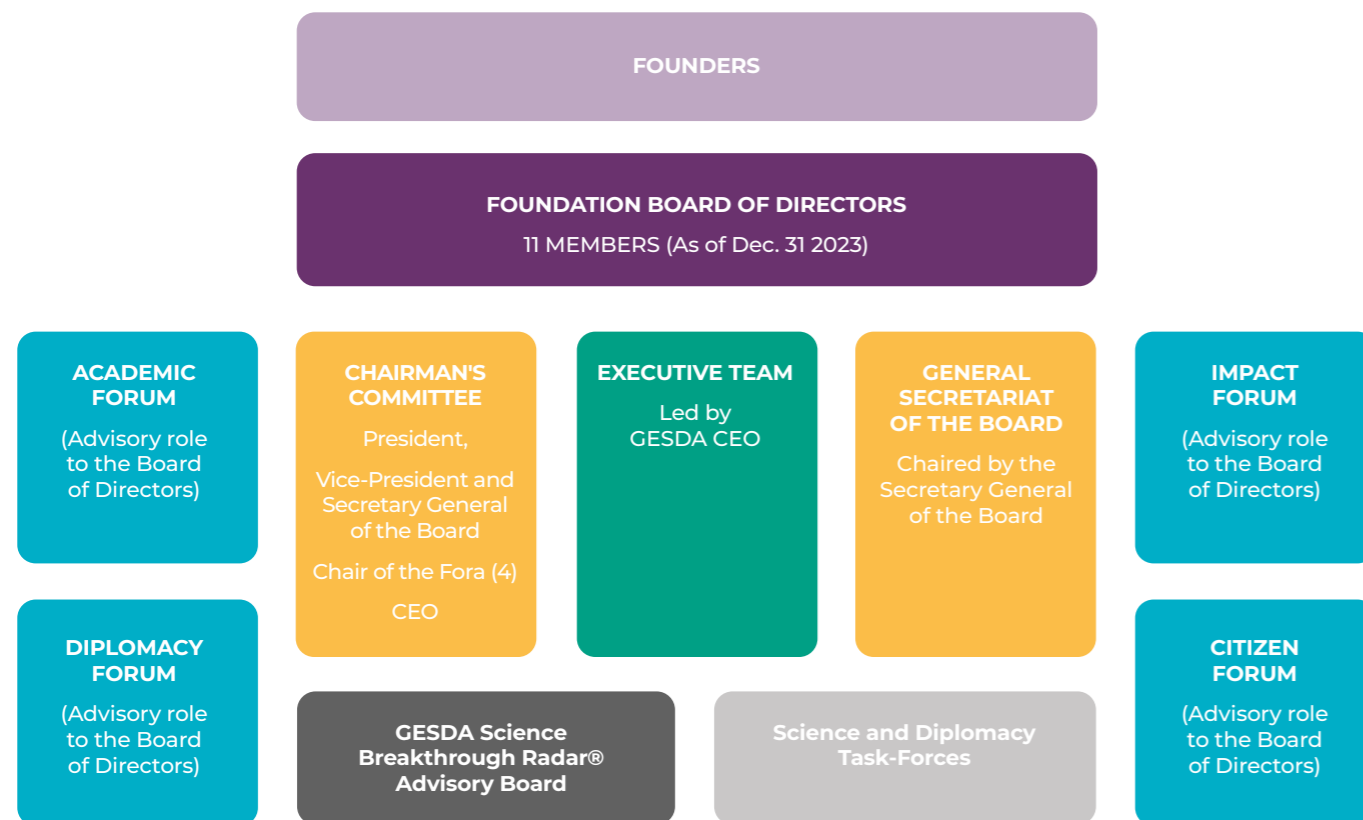 FOUNDERS
FOUNDATION BOARD OF DIRECTORS
11 MEMBERS (As of Dec. 31 2023)
ACADEMIC
FORUM
(Advisory role
to the Board
of Directors)
CHAIRMAN'S
COMMITTEE
President,
Vice-President and
Secretary General
of the Board
Chair of the Fora (4)
CEO
EXECUTIVE TEAM
Led by
GESDA CEO
GENERAL
SECRETARIAT
OF THE BOARD
Chaired by the
Secretary General
of the Board
IMPACT
FORUM
(Advisory role
to the Board
of Directors)
DIPLOMACY
FORUM
(Advisory role
to the Board
of Directors)
GESDA Science
Breakthrough Radar®
Advisory Board
Science and Diplomacy
Task-Forces
CITIZEN
FORUM
(Advisory role
to the Board
of Directors)